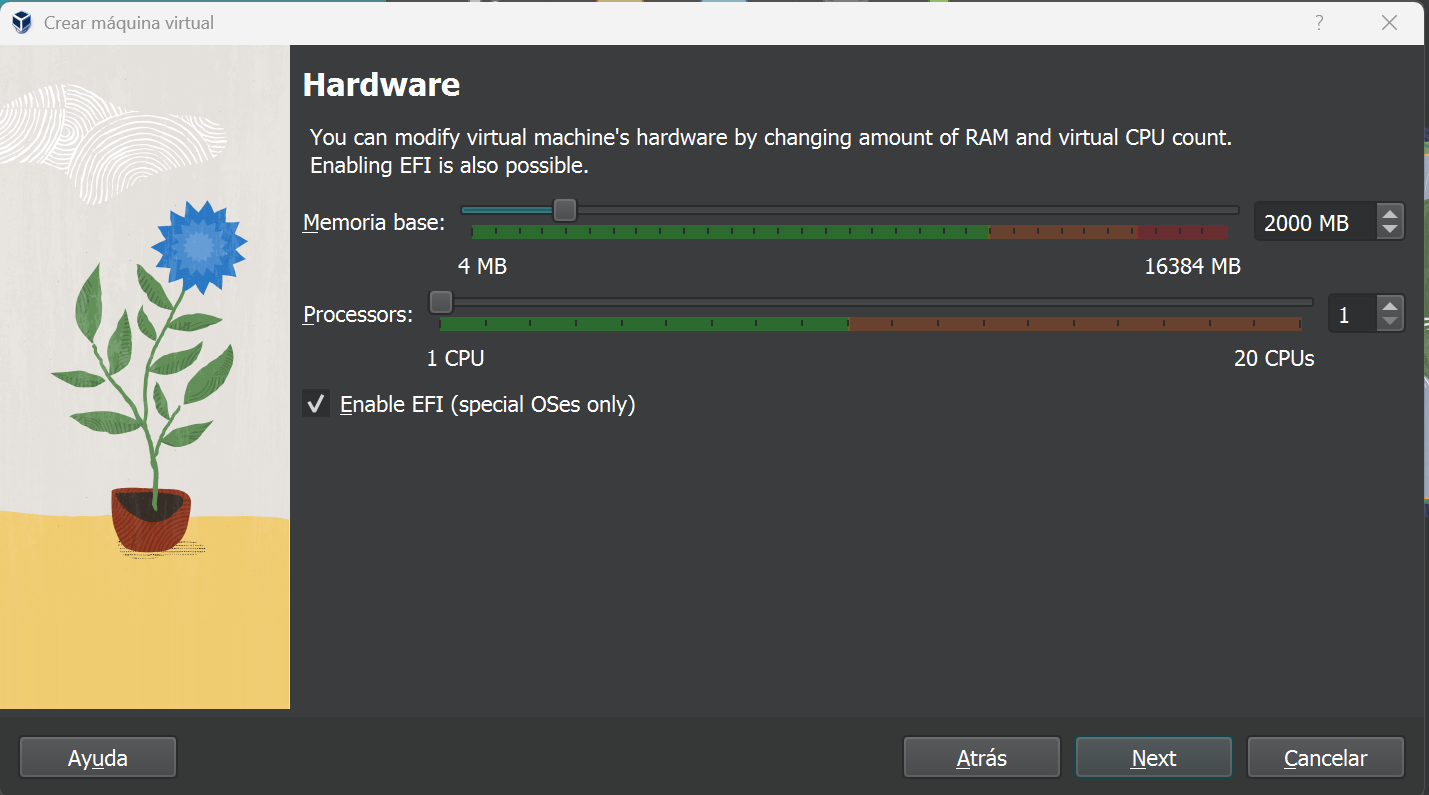 Crear máquina virtual
?
Hardware
You can modify virtual machine's hardware by changing amount of RAM and virtual CPU count.
Enabling EFI is also possible.
Memoria base:
2000 MB
4 MB
16384 MB
Processors:
1
1 CPU
20 CPUs
Enable EFI (special OSes only)
Ayuda
Atrás
Next
Cancelar